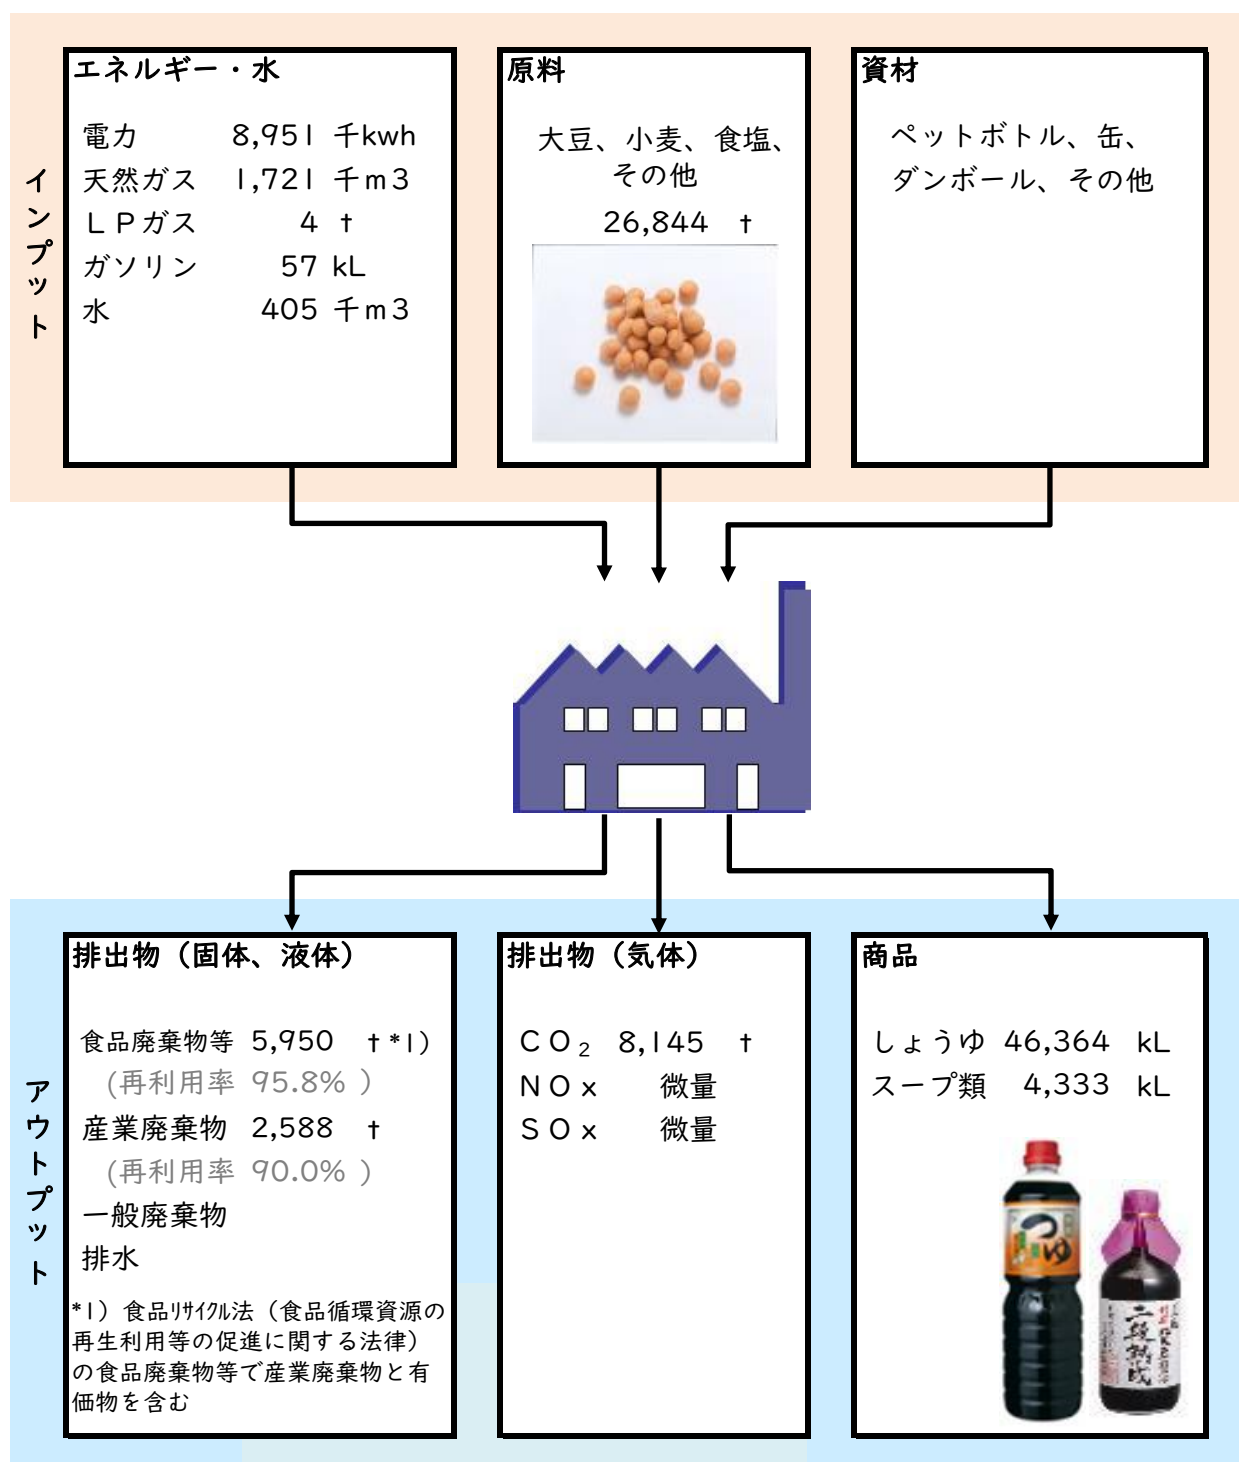 インプット
エネルギー・水
電力 8,951 千kwh
天然ガス 1,721 千m3
LPガス 4 t
ガソリン 57 kL
水 405 千m3
原料
大豆、小麦、食塩、
その他
26,844 t
資材
ペットボトル、缶、
ダンボール、その他
アウトプット
排出物（固体、液体）
食品廃棄物等 5,950 t *1)
(再利用率 95.8% )
産業廃棄物 2,588 t
(再利用率 90.0% )
一般廃棄物
排水
*1）食品ﾘｻｲｸﾙ法（食品循環資源の
再生利用等の促進に関する法律）
の食品廃棄物等で産業廃棄物と有
価物を含む
排出物（気体）
CO₂ 8,145 t
NOx 微量
SOx 微量
商品
しょうゆ 46,364 kL
スープ類 4,333 kL
つゆ
二段熟成